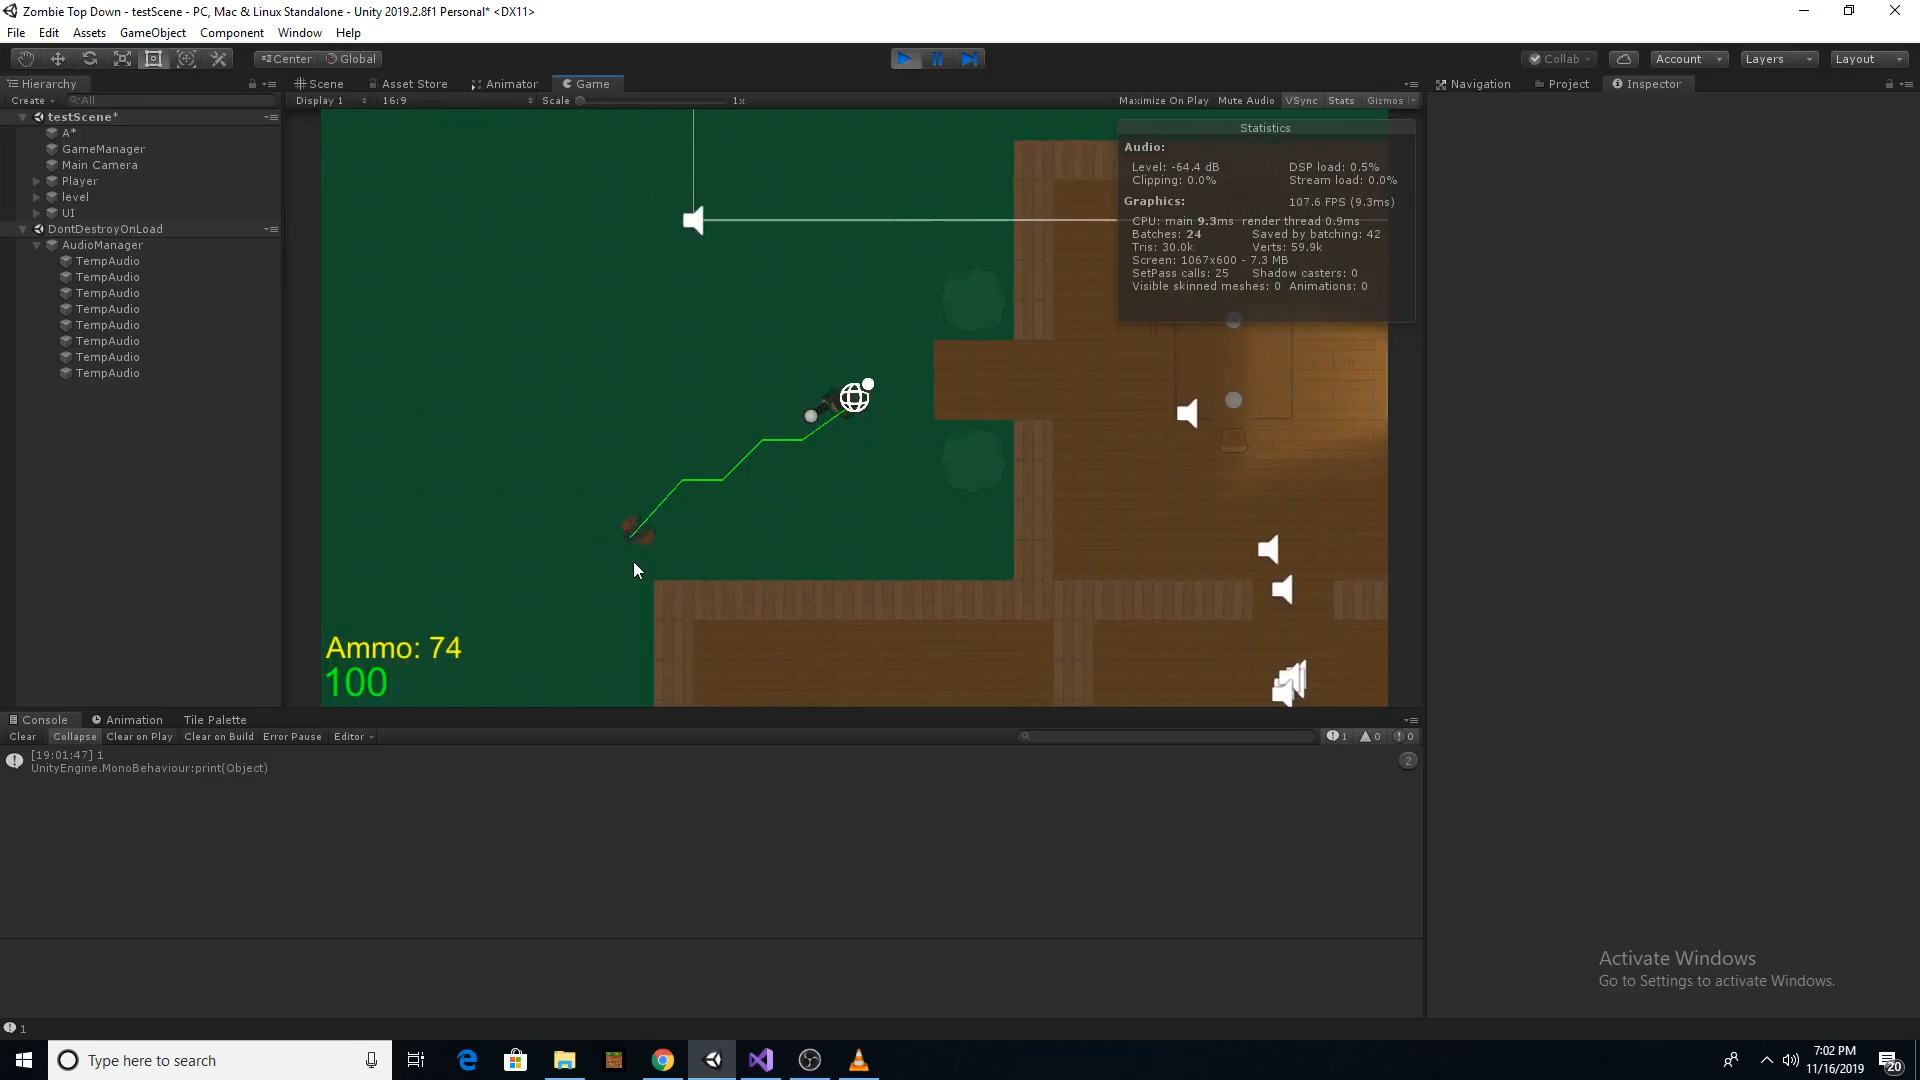 Zombie Top Down - testScene - PC, Mac & Linux Standalone - Unity 2019.2.8f1 Personal* <DX11>
File Edit Assets GameObject Component Window Help
Center Global Collab Account Layers Layout
Hierarchy Scene Asset Store Animator Game Navigation Project Inspector
Create All Display 1 16:9 Scale 1x Maximize On Play Mute Audio VSync Stats Gizmos
testScene*
A*
GameManager
Main Camera
Player
level
UI
DontDestroyOnLoad
AudioManager
TempAudio
TempAudio
TempAudio
TempAudio
TempAudio
TempAudio
TempAudio
TempAudio
Statistics
Audio:
Level: -64.4 dB DSP load: 0.5%
Clipping: 0.0% Stream load: 0.0%
Graphics: 107.6 FPS (9.3ms)
CPU: main 9.3ms render thread 0.9ms
Batches: 24 Saved by batching: 42
Tris: 30.0k Verts: 59.9k
Screen: 1067x600 - 7.3 MB
SetPass calls: 25 Shadow casters: 0
Visible skinned meshes: 0 Animations: 0
Ammo: 74
100
Console Animation Tile Palette
Clear Collapse Clear on Play Clear on Build Error Pause Editor 1 0 0
[19:01:47] 1
UnityEngine.MonoBehaviour:print(Object)
2
Activate Windows
Go to Settings to activate Windows.
1
Type here to search
7:02 PM
11/16/2019
20